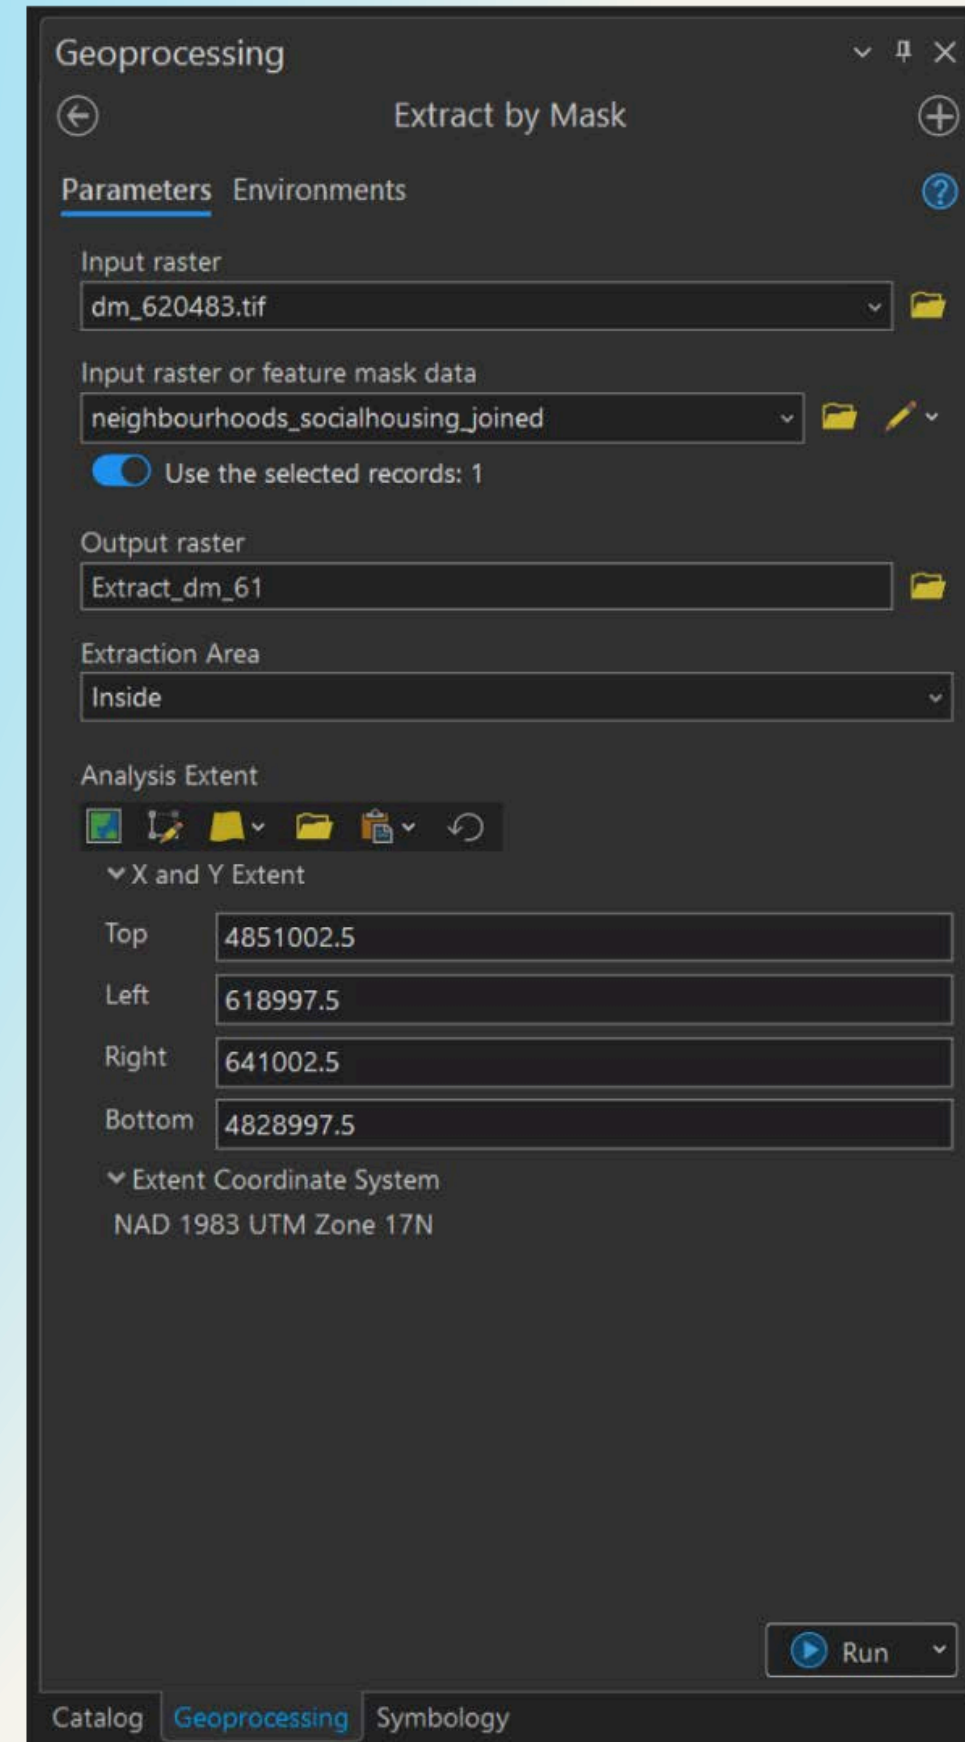 Geoprocessing
Extract by Mask
Parameters Environments
Input raster
dm_620483.tif
Input raster or feature mask data
neighbourhoods_socialhousing_joined
Use the selected records: 1
Output raster
Extract_dm_61
Extraction Area
Inside
Analysis Extent
X and Y Extent
Top 4851002.5
Left 618997.5
Right 641002.5
Bottom 4828997.5
Extent Coordinate System
NAD 1983 UTM Zone 17N
Run
Catalog Geoprocessing Symbology